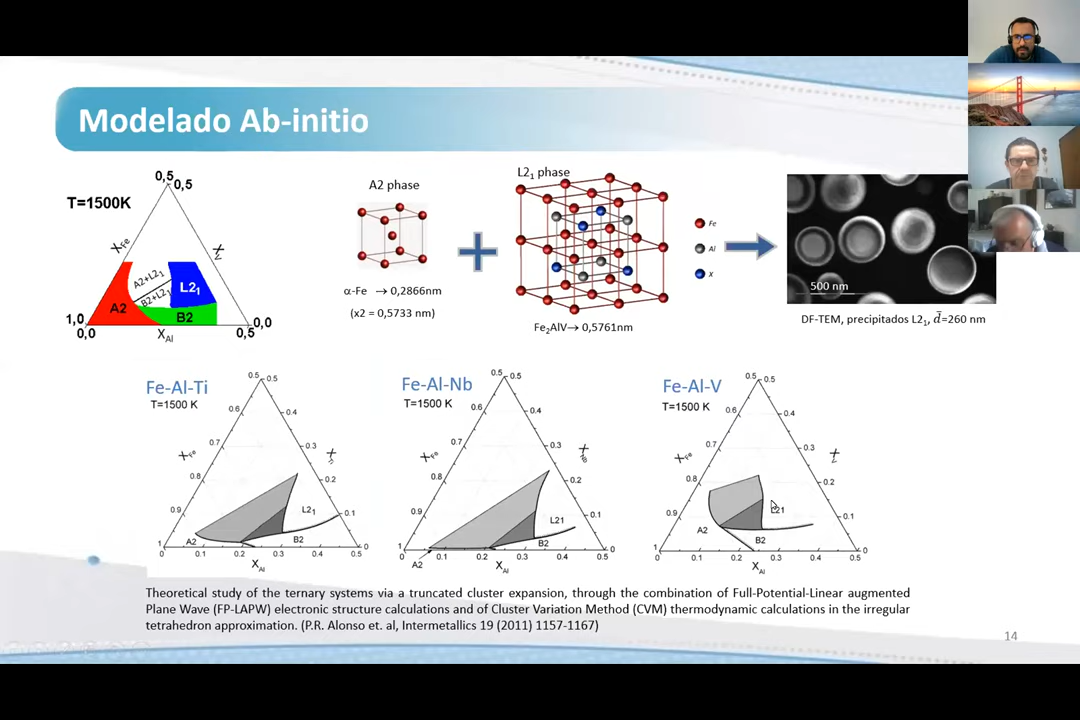 Modelado Ab-initio
T=1500K
0,5
0,5
X_Fe
X_V
A2+L2₁
B2+L2₁
L2₁
A2
B2
1,0
0,0
0,0
X_Al
0,5
A2 phase
α-Fe → 0,2866nm
(x2 = 0,5733 nm)
L2₁ phase
Fe₂AlV→ 0,5761nm
Fe
Al
X
500 nm
DF-TEM, precipitados L2₁, d̄=260 nm
Fe-Al-Ti
T=1500 K
0.5
0.5
0.6
0.4
0.7
0.3
X_Fe
X_Ti
0.8
0.2
0.9
L2₁
0.1
A2
B2
1
0
0.1
0.2
0.3
0.4
0.5
X_Al
Fe-Al-Nb
T=1500 K
0.5
0.5
0.6
0.4
0.7
0.3
X_Fe
X_Nb
0.8
0.2
0.9
L21
0.1
B2
1
0
0
0.1
0.2
0.3
0.4
0.5
A2
X_Al
Fe-Al-V
T=1500 K
0.5
0.5
0.6
0.4
0.7
0.3
X_Fe
X_V
0.8
0.2
0.9
L21
0.1
A2
B2
1
0
0
0.1
0.2
0.3
0.4
0.5
X_Al
Theoretical study of the ternary systems via a truncated cluster expansion, through the combination of Full-Potential-Linear augmented
Plane Wave (FP-LAPW) electronic structure calculations and of Cluster Variation Method (CVM) thermodynamic calculations in the irregular
tetrahedron approximation. (P.R. Alonso et. al, Intermetallics 19 (2011) 1157-1167)
14